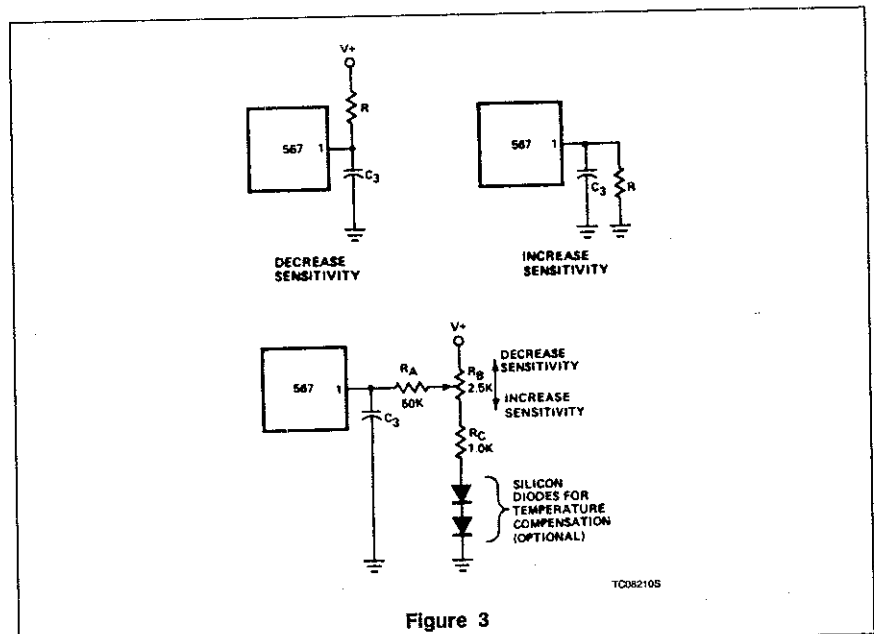 V+
R
567 1
C3
DECREASE
SENSITIVITY
567 1
C3
R
INCREASE
SENSITIVITY
V+
567 1
RA
60K
C3
RB
2.5K
DECREASE
SENSITIVITY
INCREASE
SENSITIVITY
RC
1.0K
SILICON
DIODES FOR
TEMPERATURE
COMPENSATION
(OPTIONAL)
TC08210S
Figure 3